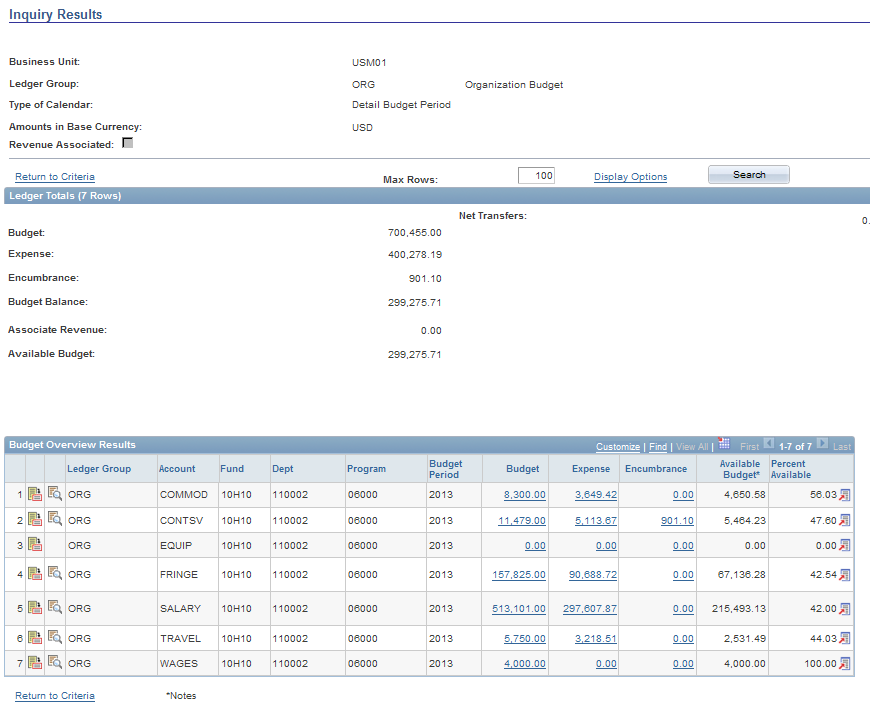 Inquiry Results
Business Unit: USM01
Ledger Group: ORG Organization Budget
Type of Calendar: Detail Budget Period
Amounts in Base Currency: USD
Revenue Associated:
Return to Criteria Max Rows: 100 Display Options Search
Ledger Totals (7 Rows)
Net Transfers: 0.
Budget: 700,455.00
Expense: 400,278.19
Encumbrance: 901.10
Budget Balance: 299,275.71
Associate Revenue: 0.00
Available Budget: 299,275.71
Budget Overview Results Customize | Find | View All | First 1-7 of 7 Last
Ledger Group Account Fund Dept Program Budget Period Budget Expense Encumbrance Available Budget* Percent Available
1 ORG COMMOD 10H10 110002 06000 2013 8,300.00 3,649.42 0.00 4,650.58 56.03
2 ORG CONTSV 10H10 110002 06000 2013 11,479.00 5,113.67 901.10 5,464.23 47.60
3 ORG EQUIP 10H10 110002 06000 2013 0.00 0.00 0.00 0.00 0.00
4 ORG FRINGE 10H10 110002 06000 2013 157,825.00 90,688.72 0.00 67,136.28 42.54
5 ORG SALARY 10H10 110002 06000 2013 513,101.00 297,607.87 0.00 215,493.13 42.00
6 ORG TRAVEL 10H10 110002 06000 2013 5,750.00 3,218.51 0.00 2,531.49 44.03
7 ORG WAGES 10H10 110002 06000 2013 4,000.00 0.00 0.00 4,000.00 100.00
Return to Criteria *Notes